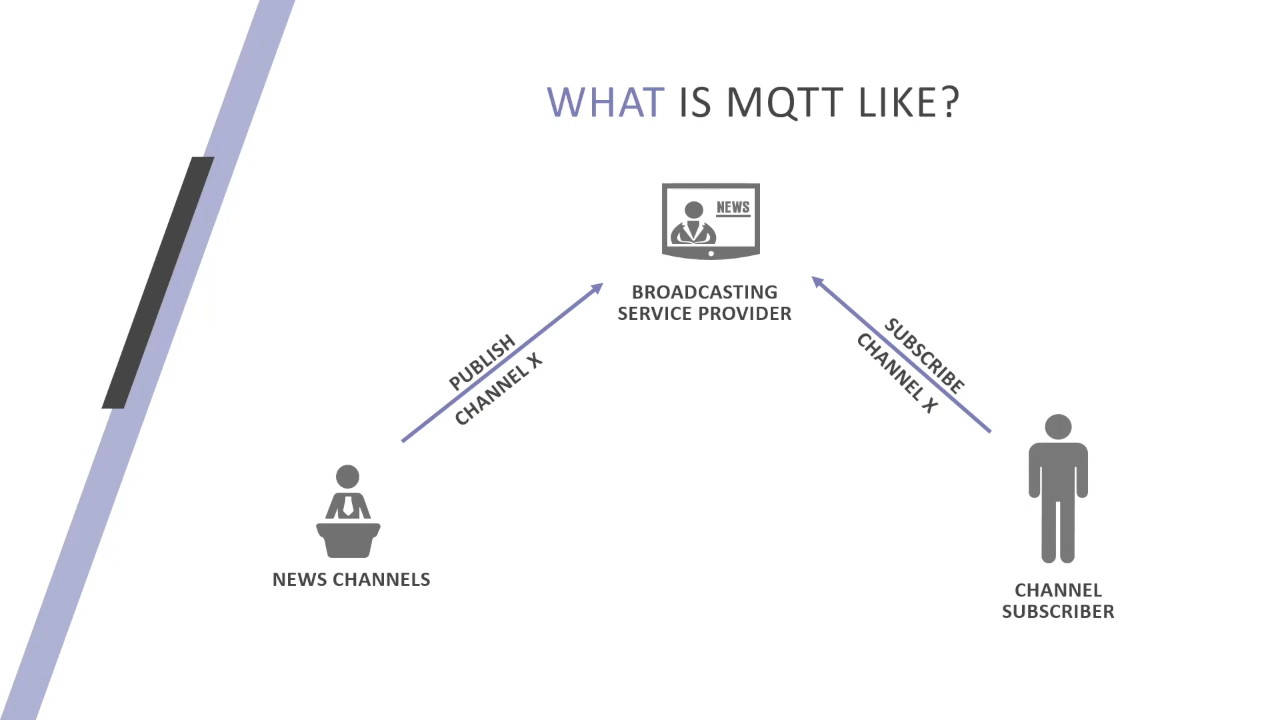 WHAT IS MQTT LIKE?
NEWS
BROADCASTING
SERVICE PROVIDER
PUBLISH
CHANNEL X
SUBSCRIBE
CHANNEL X
NEWS CHANNELS
CHANNEL
SUBSCRIBER